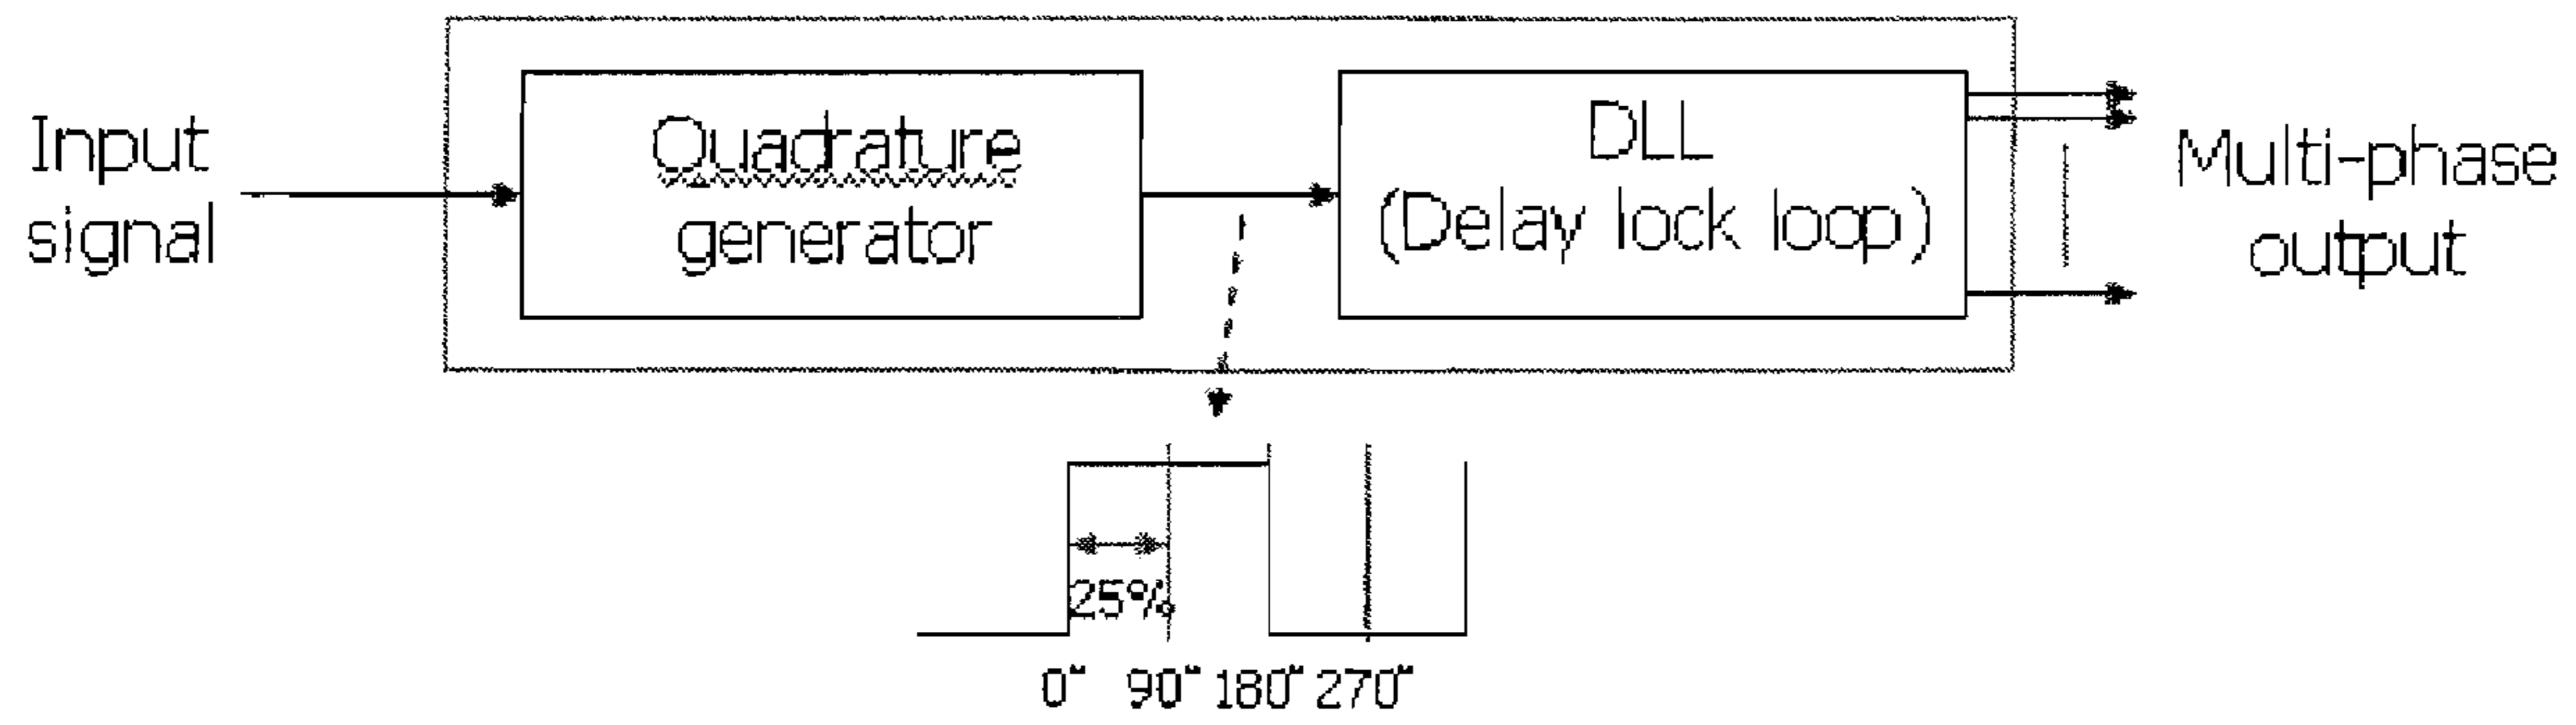 Input
signal
Quadrature
generator
DLL
(Delay lock loop)
Multi-phase
output
25%
0° 90° 180° 270°